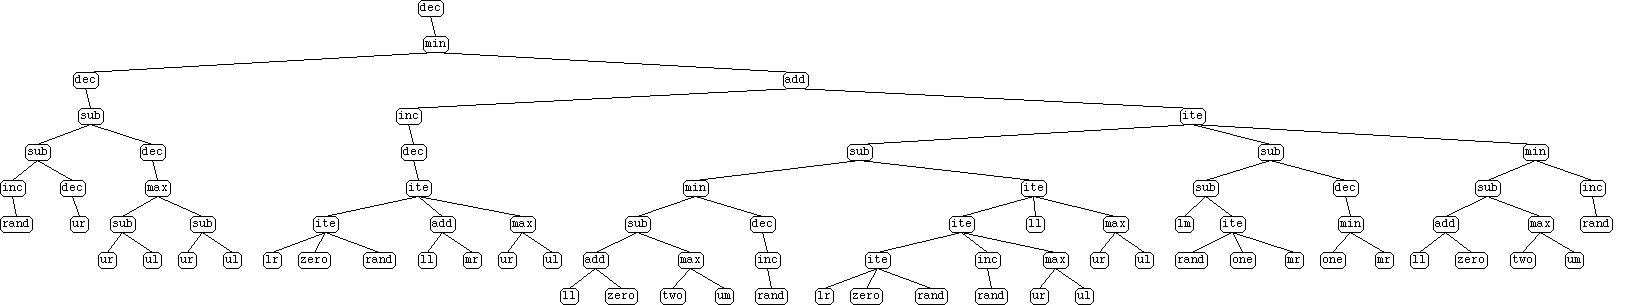 dec
min
dec add
sub inc ite
sub dec dec sub sub min
inc dec max ite min ite sub dec sub inc
rand ur sub sub ite add max sub dec ite ll max lm ite min add max rand
ur ul ur ul lr zero rand ll mr ur ul add max inc ite inc max ur ul rand one mr one mr ll zero two um
ll zero two um rand lr zero rand rand ur ul